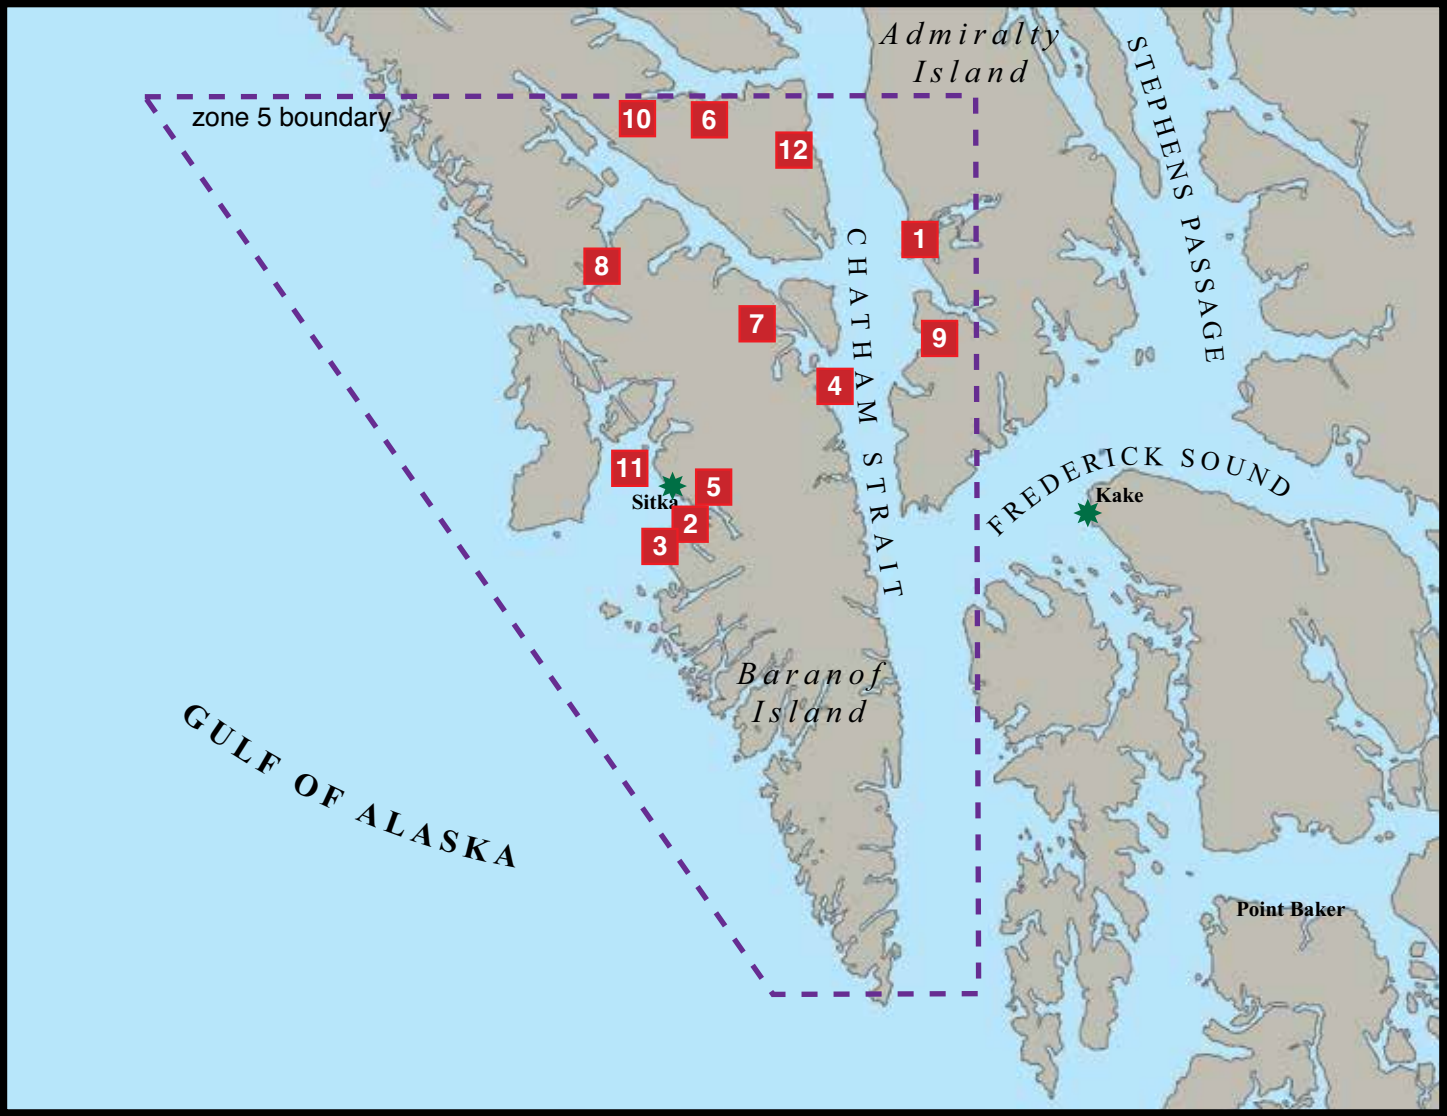 Admiralty
Island
STEPHENS PASSAGE
zone 5 boundary
10
6
12
1
CHATHAM STRAIT
8
7
9
4
FREDERICK SOUND
11
5
Sitka
Kake
2
3
Baranof
Island
GULF OF ALASKA
Point Baker